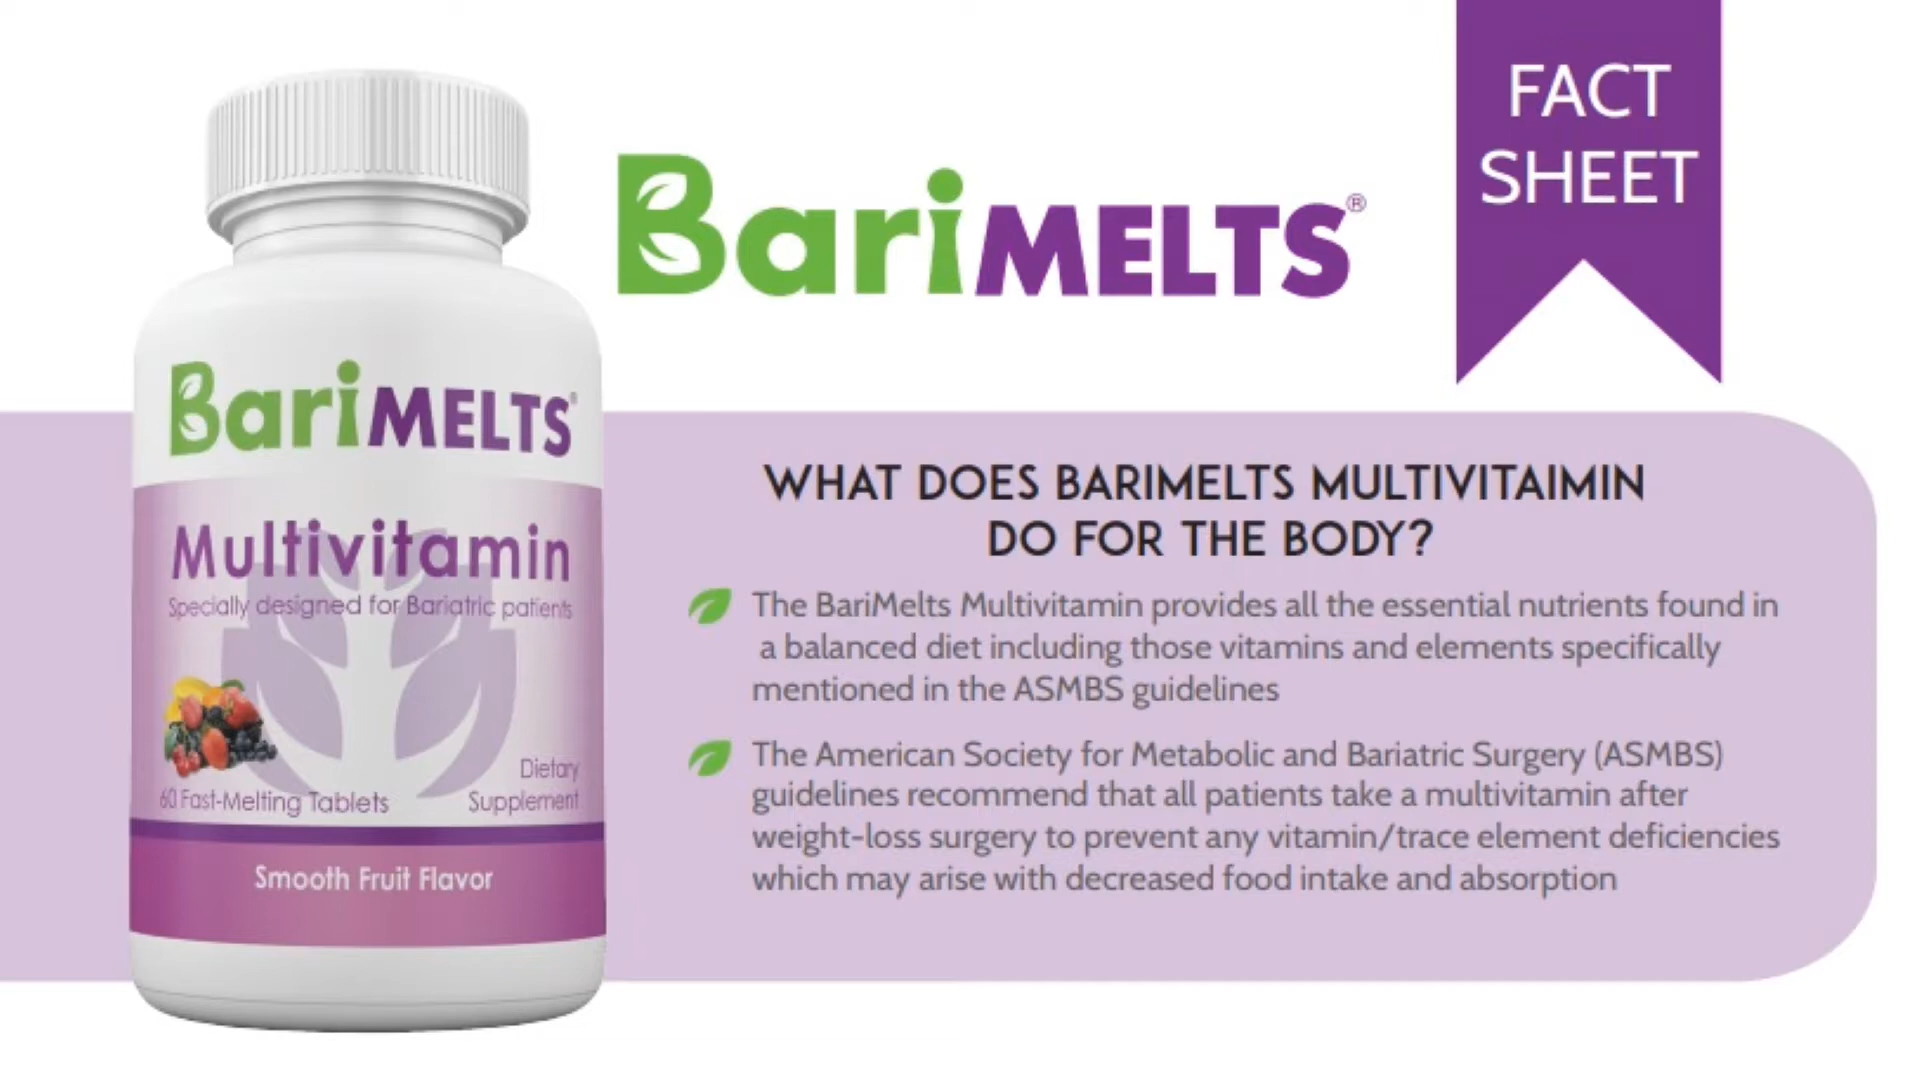 BariMELTS®
Multivitamin
Specially designed for Bariatric patients
Dietary
60 Fast-Melting Tablets Supplement
Smooth Fruit Flavor
BariMELTS®
FACT
SHEET
WHAT DOES BARIMELTS MULTIVITAIMIN
DO FOR THE BODY?
The BariMelts Multivitamin provides all the essential nutrients found in
a balanced diet including those vitamins and elements specifically
mentioned in the ASMBS guidelines
The American Society for Metabolic and Bariatric Surgery (ASMBS)
guidelines recommend that all patients take a multivitamin after
weight-loss surgery to prevent any vitamin/trace element deficiencies
which may arise with decreased food intake and absorption